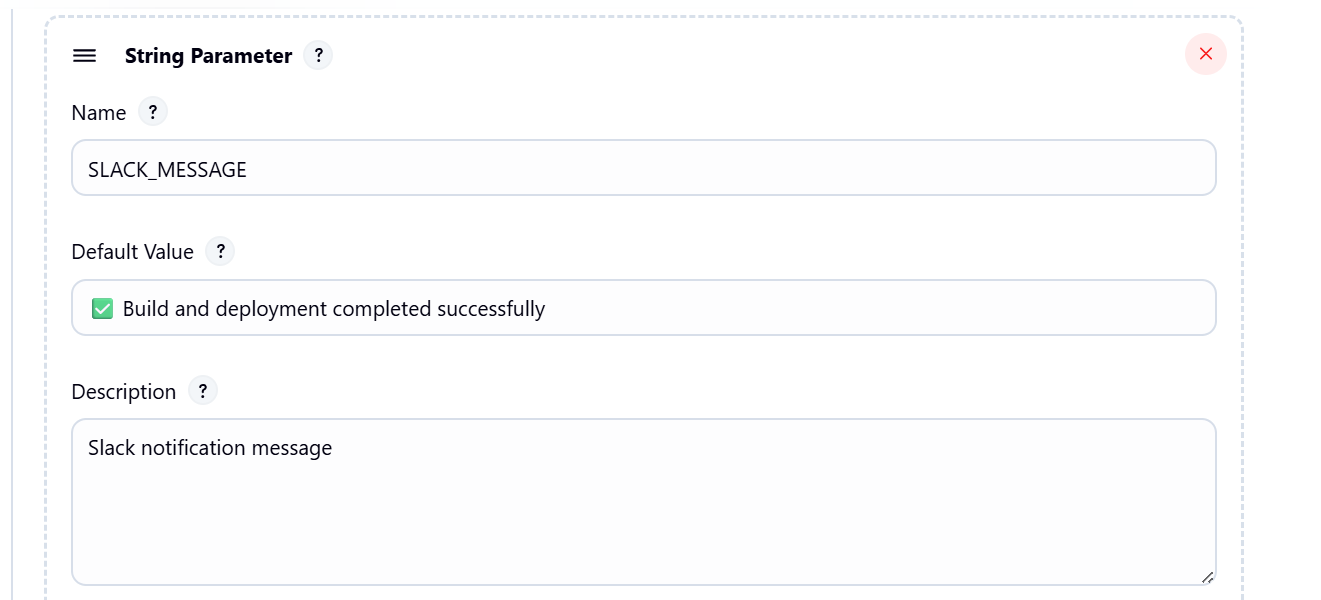 String Parameter ?
Name ?
SLACK_MESSAGE
Default Value ?
✅ Build and deployment completed successfully
Description ?
Slack notification message